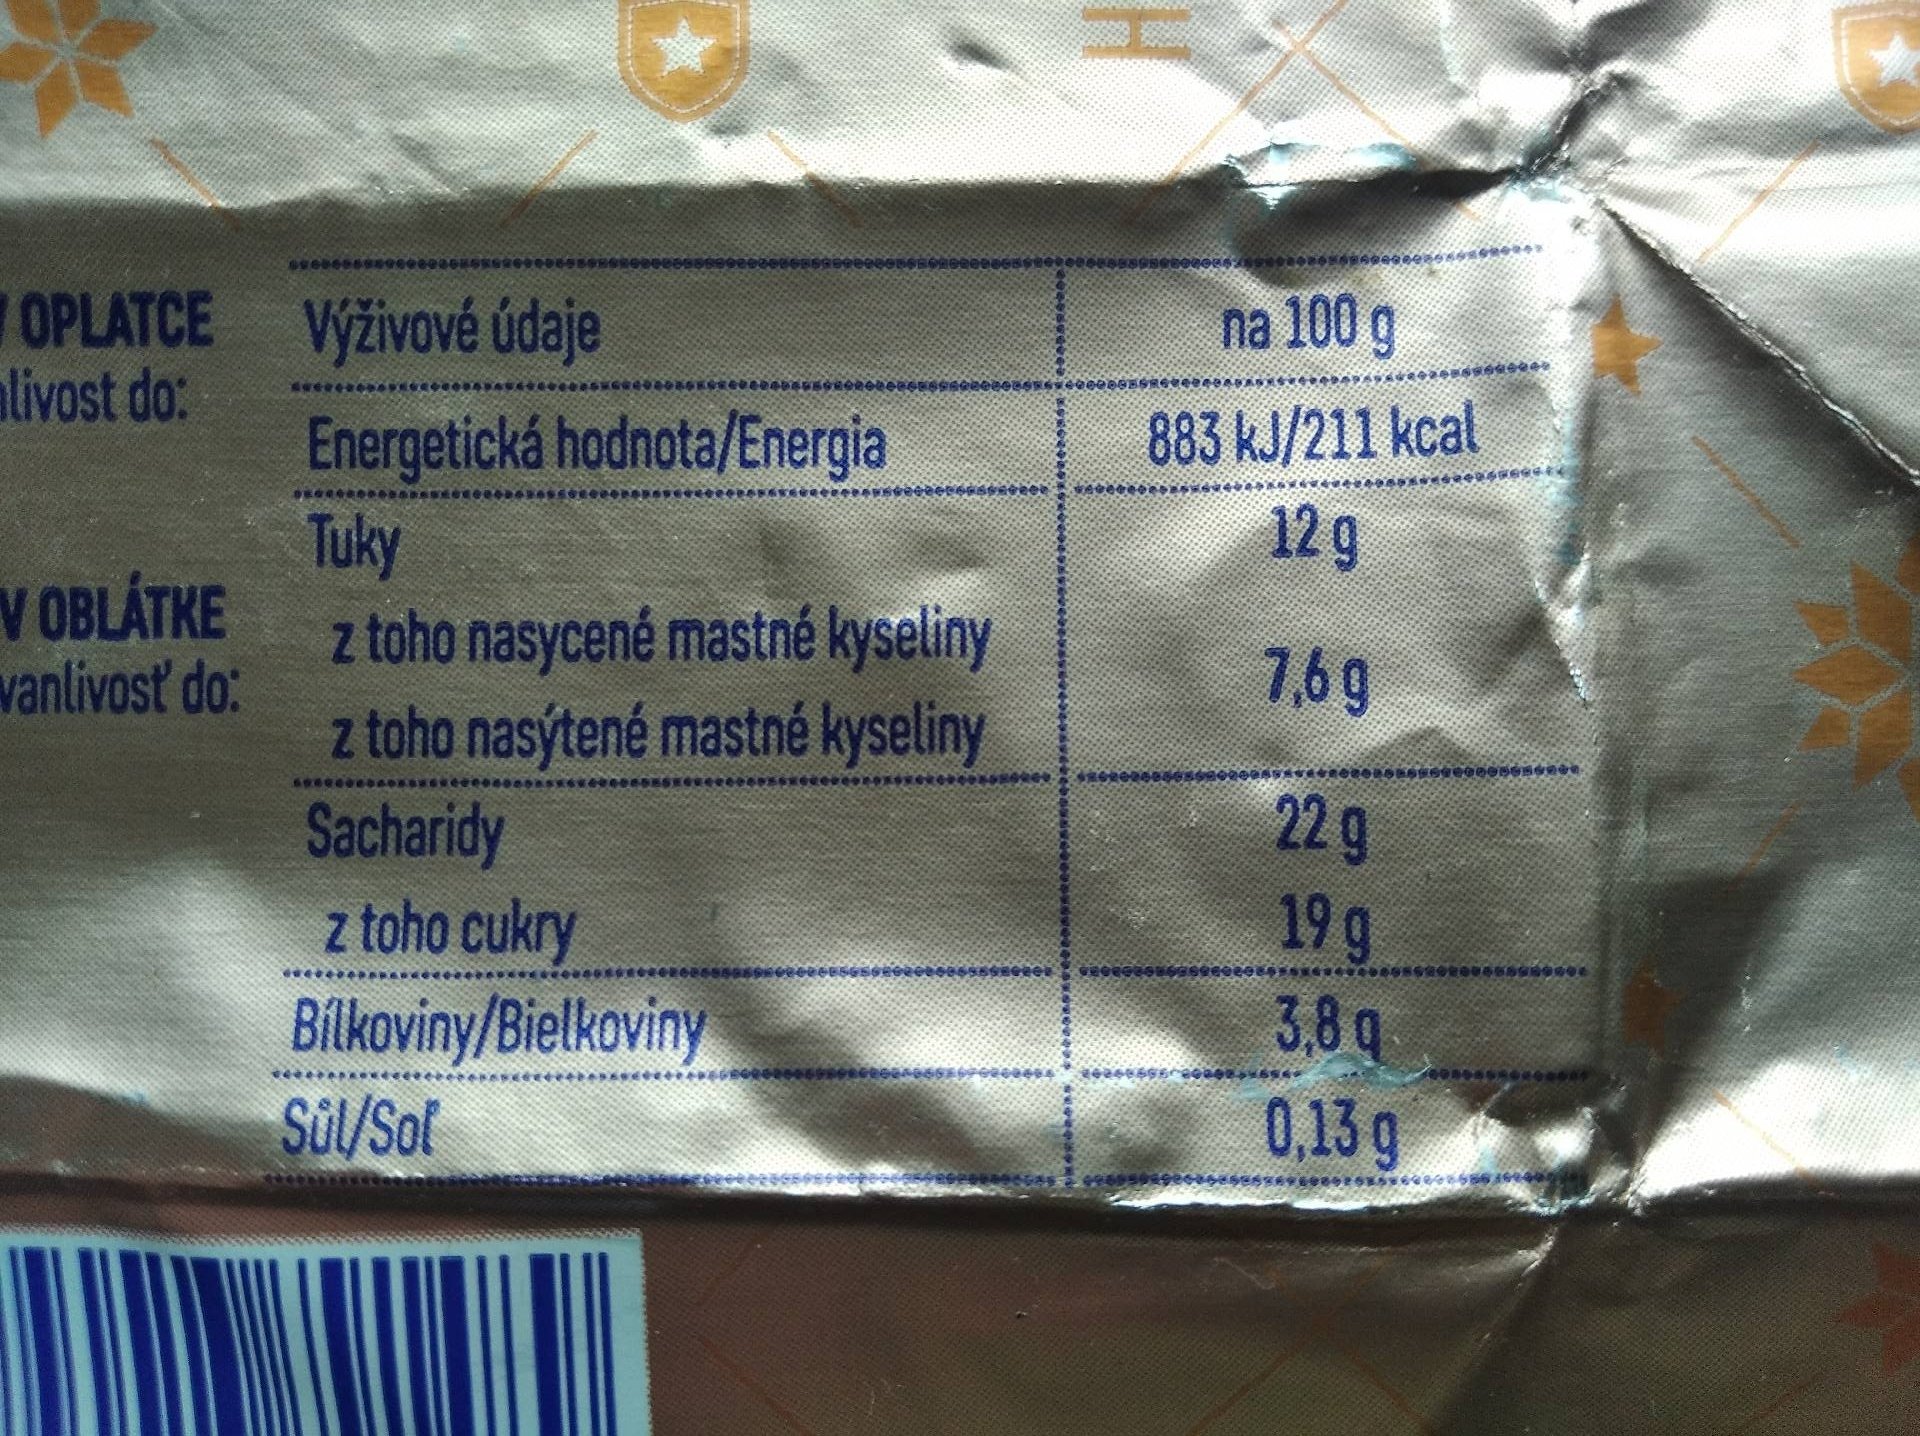 V OPLATCE
do:
V OBLÁTKE
do:
Výživové údaje na 100 g
Energetická hodnota/Energia 883 kJ/211 kcal
Tuky 12 g
z toho nasycené mastné kyseliny
z toho nasýtené mastné kyseliny 7,6 g
Sacharidy 22 g
z toho cukry 19 g
Bílkoviny/Bielkoviny 3,8 g
Sůl/Soľ 0,13 g